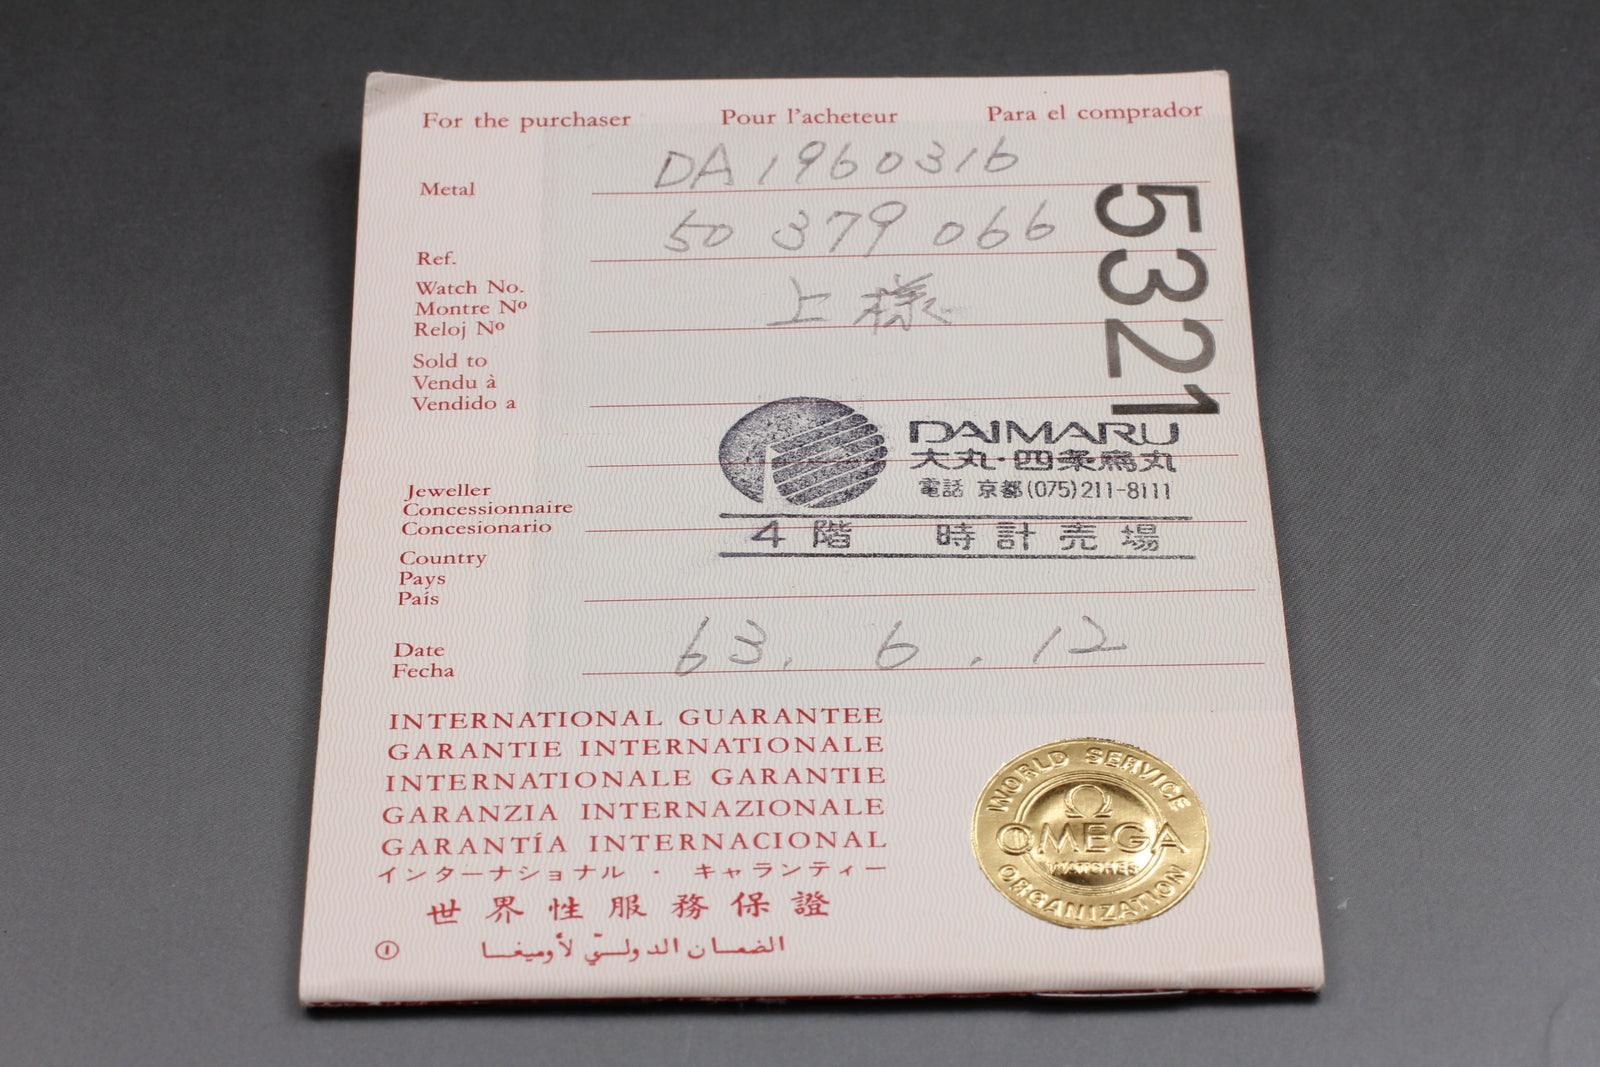 For the purchaser Pour l'acheteur Para el comprador
Metal DA1960316
Ref. 50 379 066
Watch No.
Montre Nº
Reloj Nº
上様
Sold to
Vendu à
Vendido a
5321
DAIMARU
大丸・四条烏丸
電話 京都(075)211-8111
4階 時計売場
Jeweller
Concessionnaire
Concesionario
Country
Pays
País
Date
Fecha
63. 6. 12
INTERNATIONAL GUARANTEE
GARANTIE INTERNATIONALE
INTERNATIONALE GARANTIE
GARANZIA INTERNAZIONALE
GARANTÍA INTERNACIONAL
インターナショナル・キャランティー
世界性服務保證
الضمان الدولي لأوميغا
1
WORLD SERVICE
Ω
OMEGA
WATCHES
ORGANIZATION